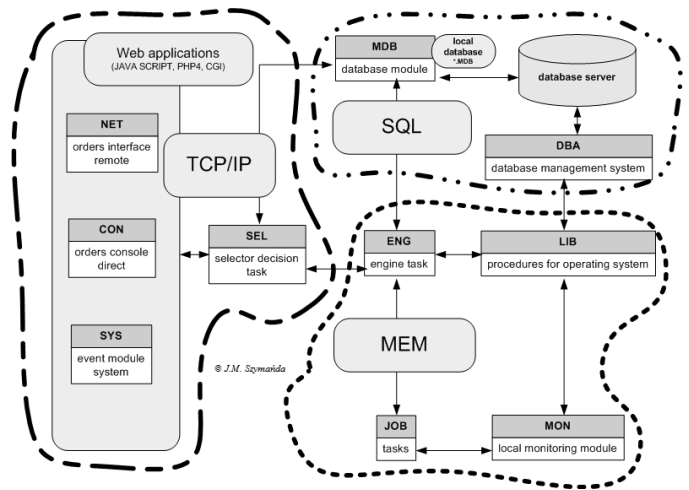 Web applications
(JAVA SCRIPT, PHP4, CGI)
NET
orders interface
remote
TCP/IP
CON
orders console
direct
SEL
selector decision
task
SYS
event module
system
© J.M. Szymańda
MDB
database module
local
database
*.MDB
database server
SQL
DBA
database management system
ENG
engine task
LIB
procedures for operating system
MEM
JOB
tasks
MON
local monitoring module